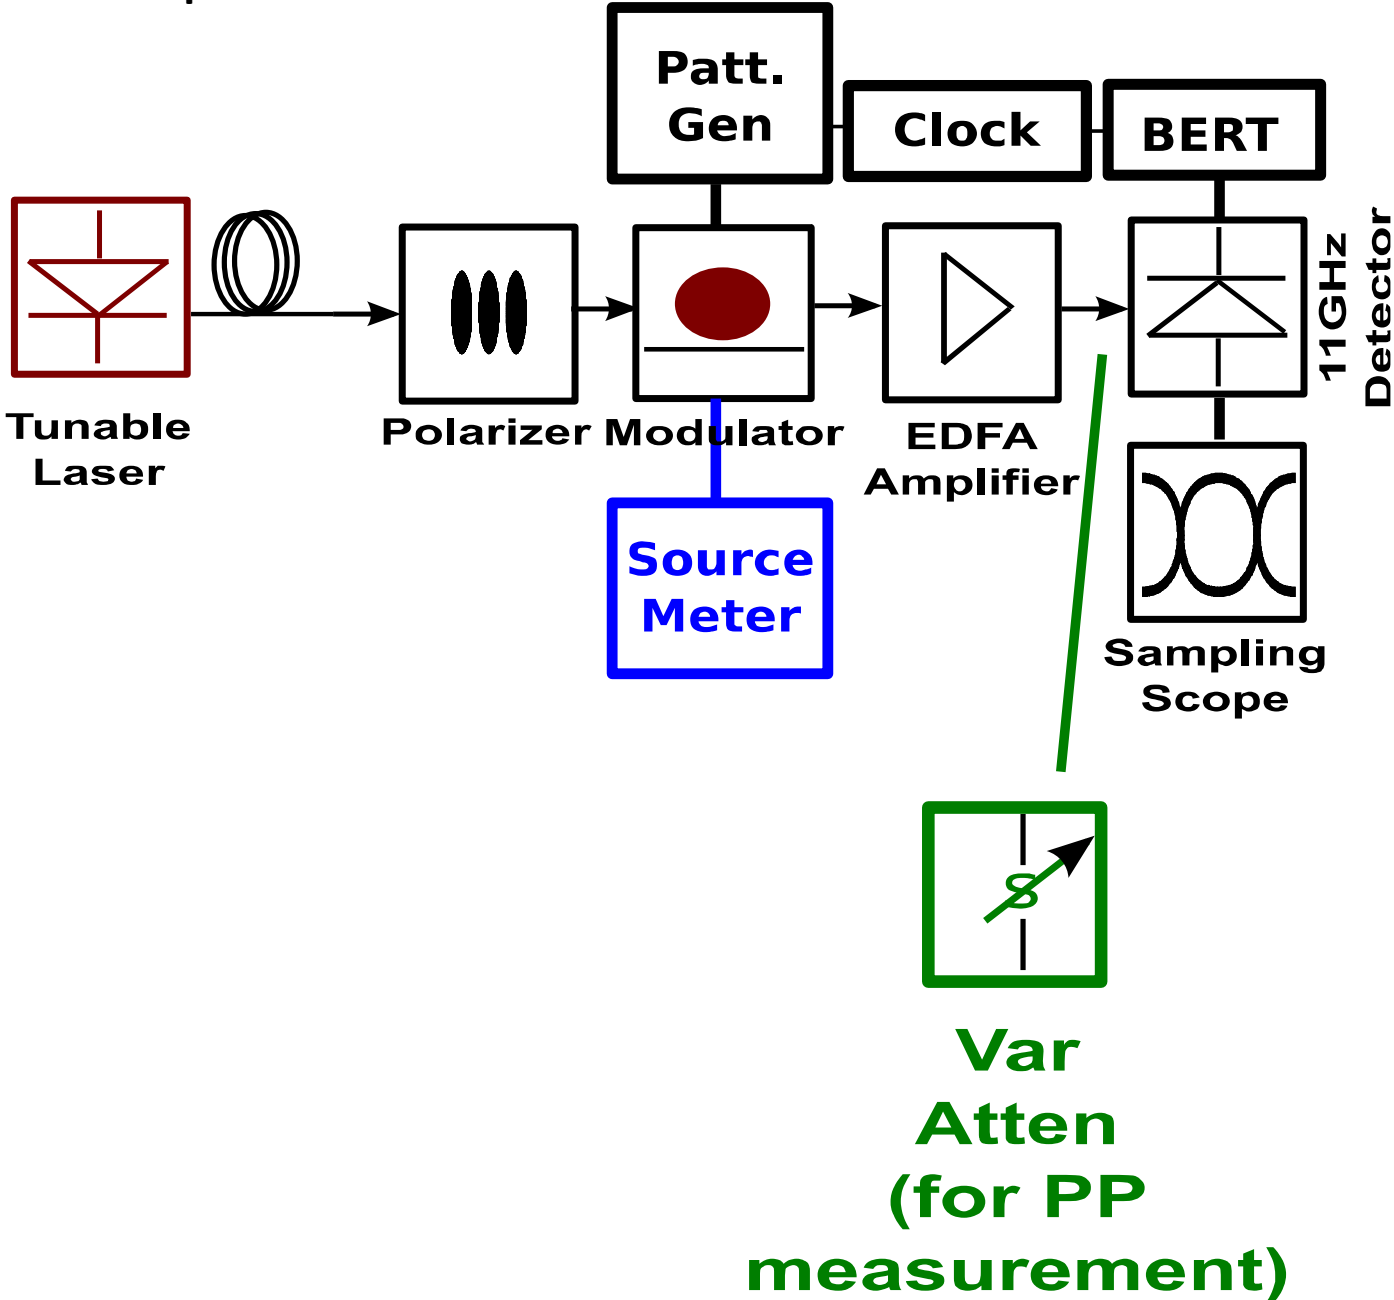 Patt.
Gen
Clock
BERT
11GHz
Detector
Tunable
Laser
Polarizer
Modulator
EDFA
Amplifier
Source
Meter
Sampling
Scope
S
Var
Atten
(for PP
measurement)